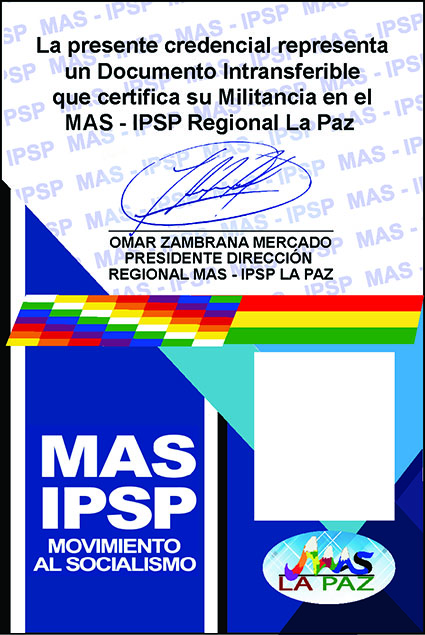 La presente credencial representa
un Documento Intransferible
que certifica su Militancia en el
MAS - IPSP Regional La Paz
OMAR ZAMBRANA MERCADO
PRESIDENTE DIRECCIÓN
REGIONAL MAS - IPSP LA PAZ
MAS
IPSP
MOVIMIENTO
AL SOCIALISMO
MAS
LA PAZ